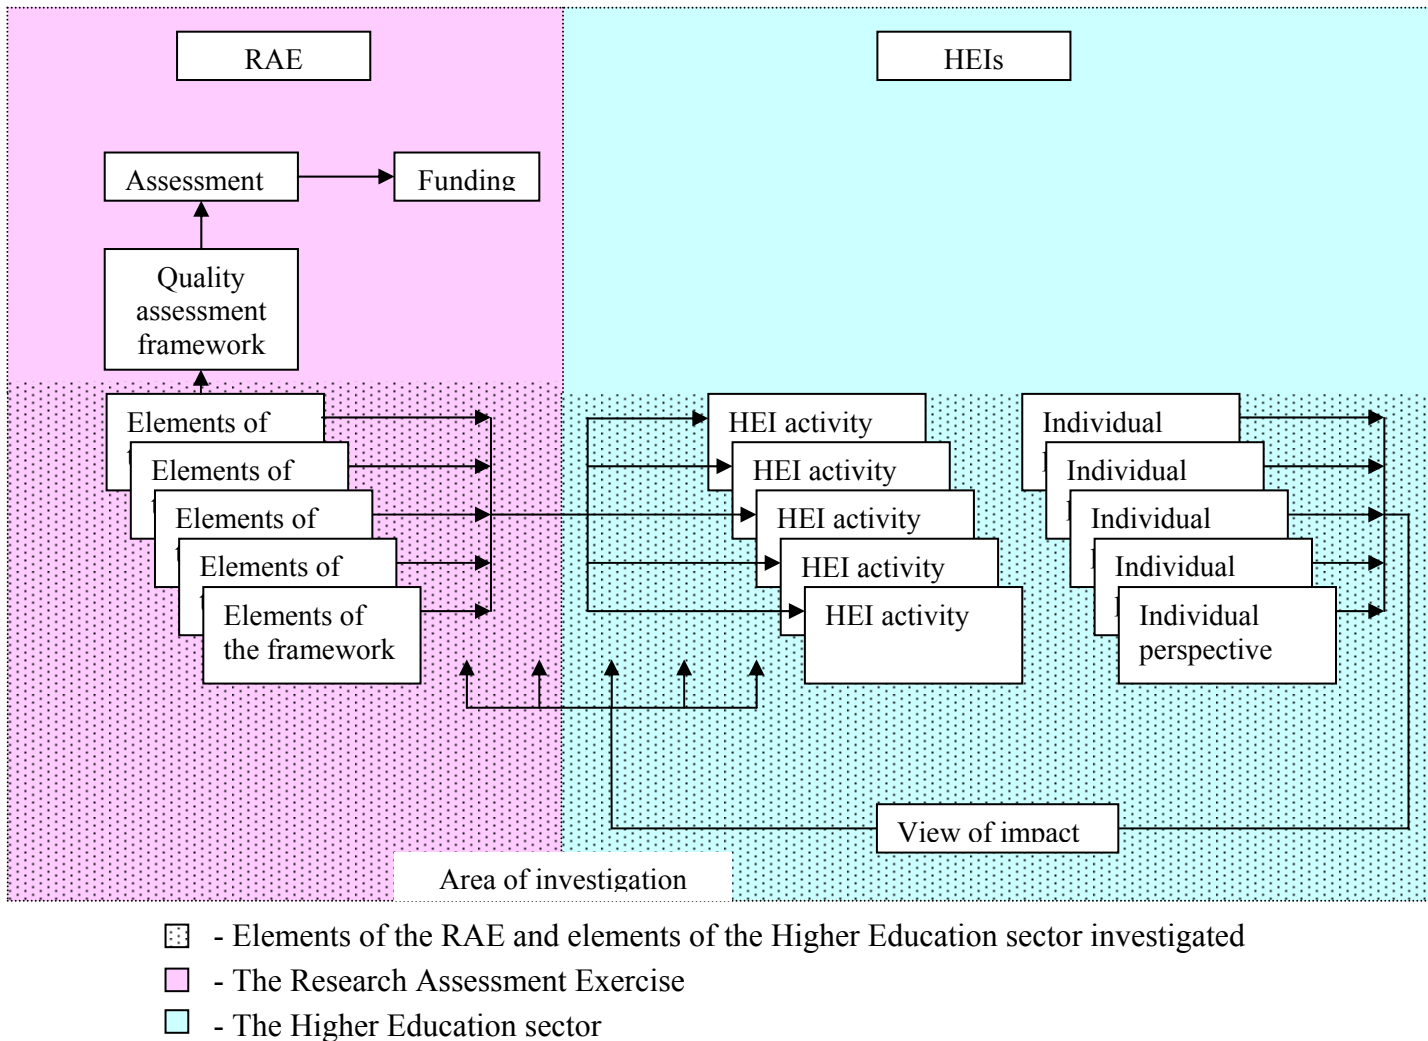 RAE
HEIs
Assessment
Funding
Quality
assessment
framework
Elements of
Elements of
Elements of
Elements of
Elements of
the framework
HEI activity
HEI activity
HEI activity
HEI activity
HEI activity
Individual
Individual
Individual
Individual
Individual
perspective
View of impact
Area of investigation
- Elements of the RAE and elements of the Higher Education sector investigated
- The Research Assessment Exercise
- The Higher Education sector